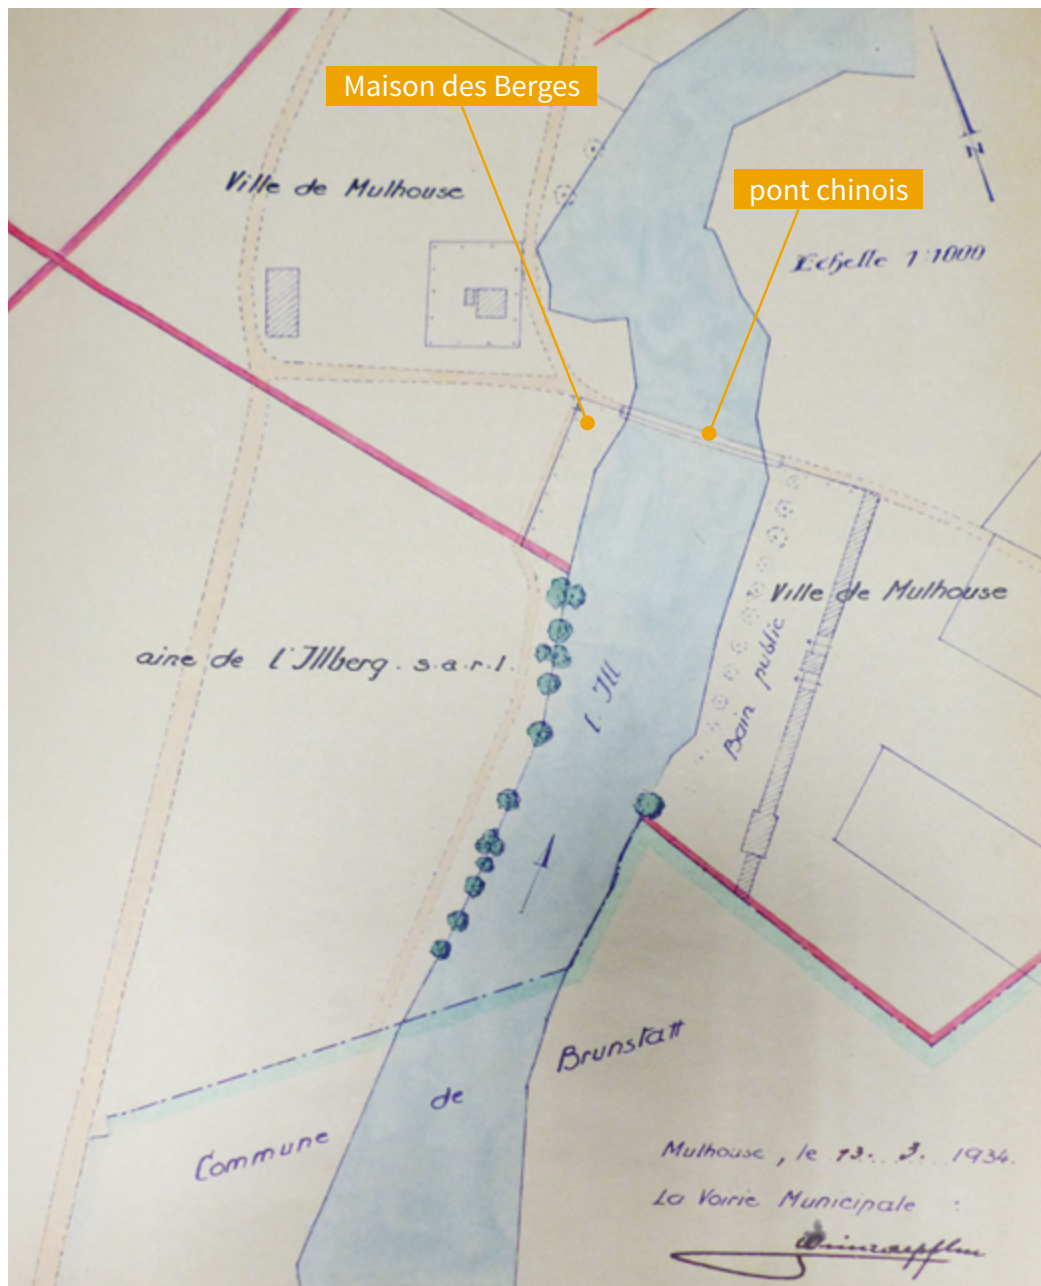 Maison des Berges
Ville de Mulhouse
pont chinois
N
Echelle 1:1000
Ville de Mulhouse
aine de l'Illberg . s.a.r.l.
l'Ill
Bain public
Commune de Brunstatt
Mulhouse, le 13. 3. 1934.
La Voirie Municipale :